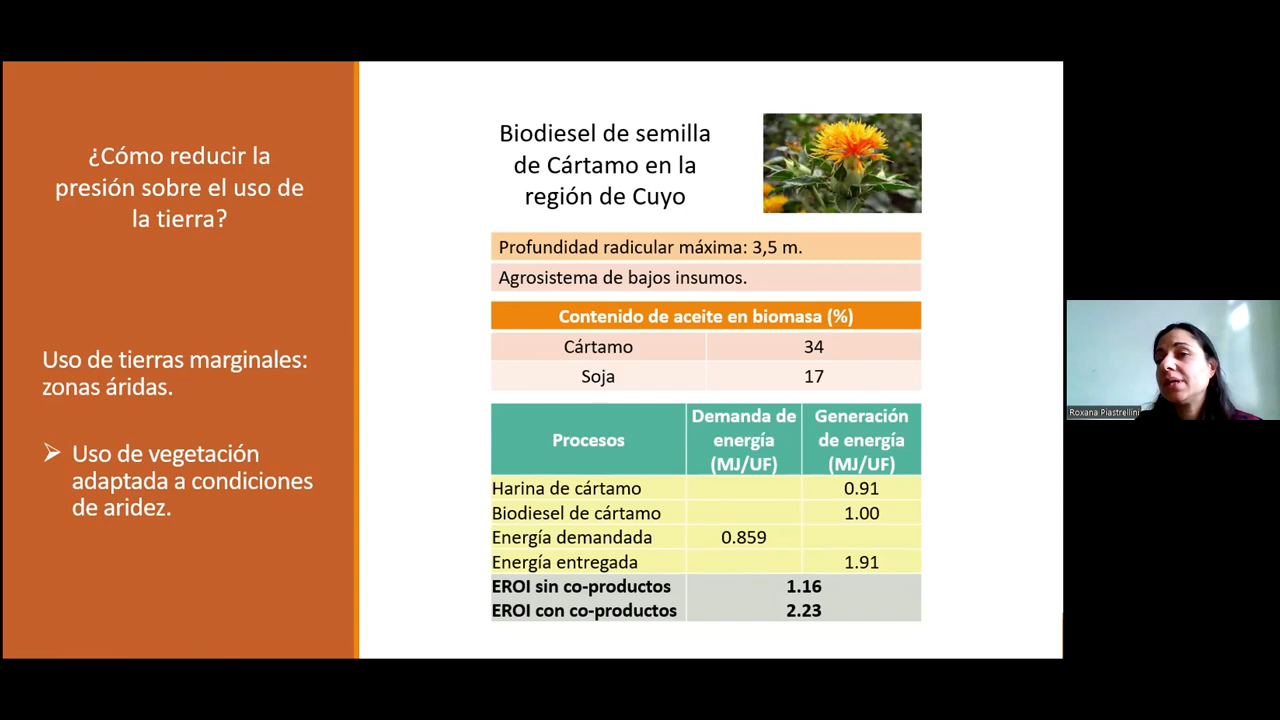 ¿Cómo reducir la
presión sobre el uso de
la tierra?
Uso de tierras marginales:
zonas áridas.
Uso de vegetación
adaptada a condiciones
de aridez.
Biodiesel de semilla
de Cártamo en la
región de Cuyo
Profundidad radicular máxima: 3,5 m.
Agrosistema de bajos insumos.
Contenido de aceite en biomasa (%)
Cártamo 34
Soja 17
Procesos Demanda de energía (MJ/UF) Generación de energía (MJ/UF)
Harina de cártamo 0.91
Biodiesel de cártamo 1.00
Energía demandada 0.859
Energía entregada 1.91
EROI sin co-productos 1.16
EROI con co-productos 2.23
Roxana Piastrellini